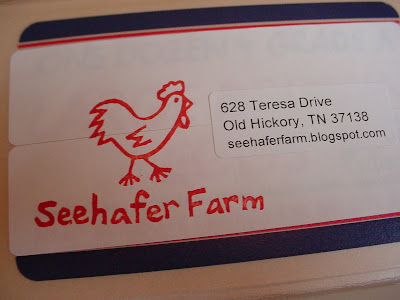 628 Teresa Drive
Old Hickory, TN 37138
seehaferfarm.blogspot.com
Seehafer Farm